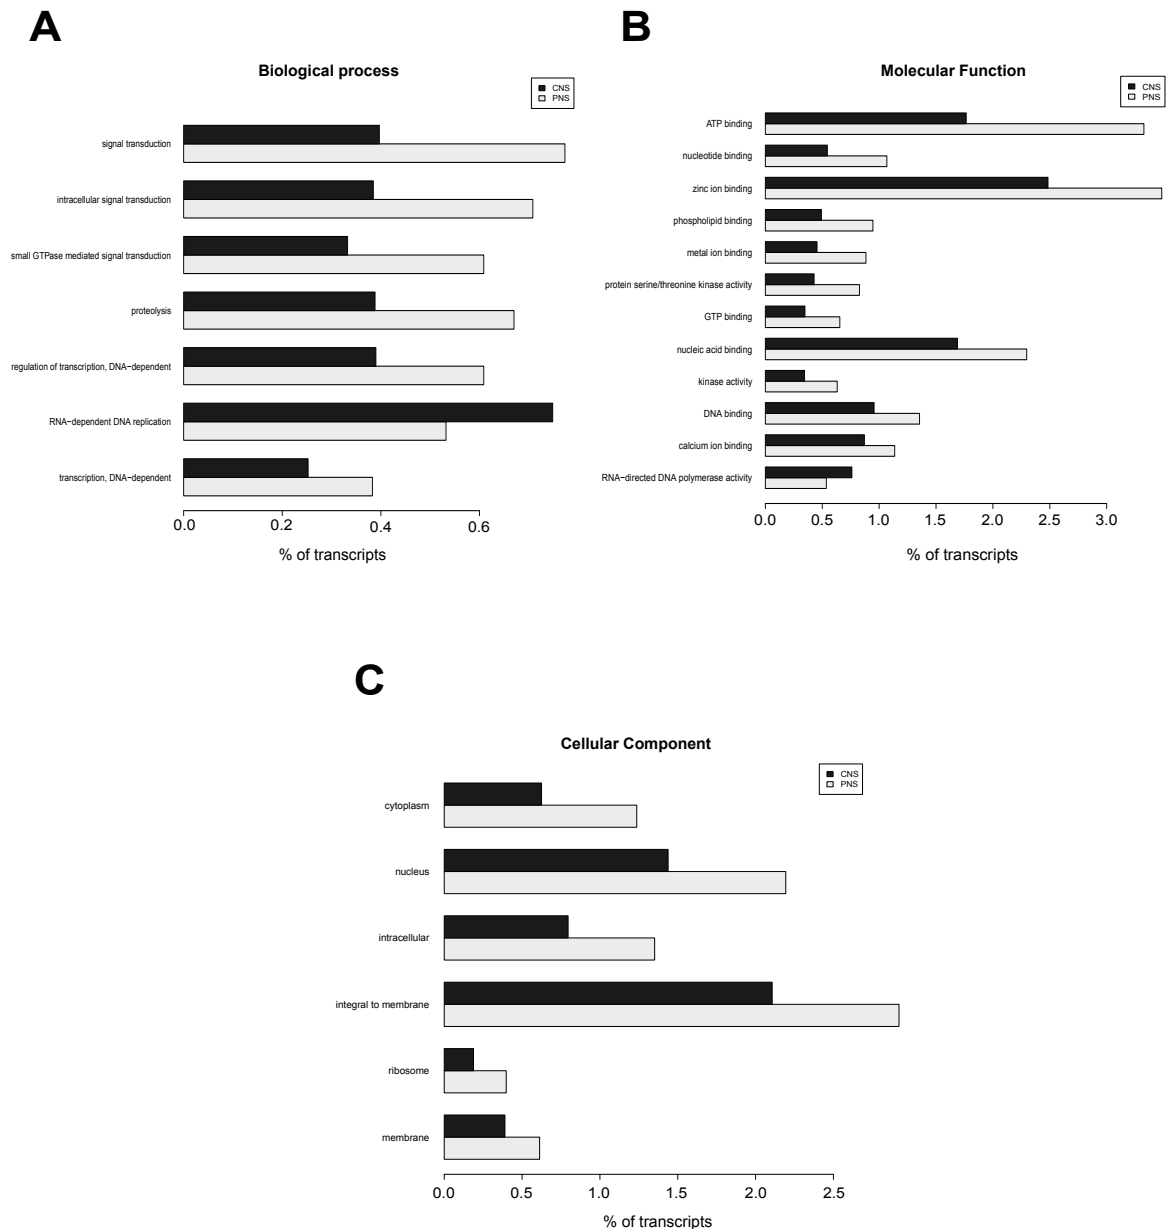 A
Biological process
CNS
PNS
signal transduction
intracellular signal transduction
small GTPase mediated signal transduction
proteolysis
regulation of transcription, DNA−dependent
RNA−dependent DNA replication
transcription, DNA−dependent
0.0 0.2 0.4 0.6
% of transcripts
B
Molecular Function
CNS
PNS
ATP binding
nucleotide binding
zinc ion binding
phospholipid binding
metal ion binding
protein serine/threonine kinase activity
GTP binding
nucleic acid binding
kinase activity
DNA binding
calcium ion binding
RNA−directed DNA polymerase activity
0.0 0.5 1.0 1.5 2.0 2.5 3.0
% of transcripts
C
Cellular Component
CNS
PNS
cytoplasm
nucleus
intracellular
integral to membrane
ribosome
membrane
0.0 0.5 1.0 1.5 2.0 2.5
% of transcripts